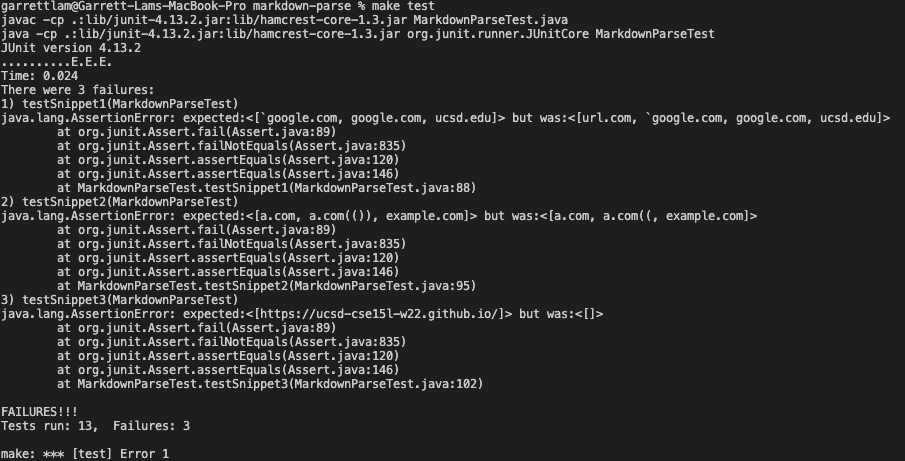 garrettlam@Garrett-Lams-MacBook-Pro markdown-parse % make test
javac -cp .:lib/junit-4.13.2.jar:lib/hamcrest-core-1.3.jar MarkdownParseTest.java
java -cp .:lib/junit-4.13.2.jar:lib/hamcrest-core-1.3.jar org.junit.runner.JUnitCore MarkdownParseTest
JUnit version 4.13.2
..........E.E.E.
Time: 0.024
There were 3 failures:
1) testSnippet1(MarkdownParseTest)
java.lang.AssertionError: expected:<[`google.com, google.com, ucsd.edu]> but was:<[url.com, `google.com, google.com, ucsd.edu]>
        at org.junit.Assert.fail(Assert.java:89)
        at org.junit.Assert.failNotEquals(Assert.java:835)
        at org.junit.Assert.assertEquals(Assert.java:120)
        at org.junit.Assert.assertEquals(Assert.java:146)
        at MarkdownParseTest.testSnippet1(MarkdownParseTest.java:88)
2) testSnippet2(MarkdownParseTest)
java.lang.AssertionError: expected:<[a.com, a.com(()), example.com]> but was:<[a.com, a.com((, example.com]>
        at org.junit.Assert.fail(Assert.java:89)
        at org.junit.Assert.failNotEquals(Assert.java:835)
        at org.junit.Assert.assertEquals(Assert.java:120)
        at org.junit.Assert.assertEquals(Assert.java:146)
        at MarkdownParseTest.testSnippet2(MarkdownParseTest.java:95)
3) testSnippet3(MarkdownParseTest)
java.lang.AssertionError: expected:<[https://ucsd-cse15l-w22.github.io/]> but was:<[]>
        at org.junit.Assert.fail(Assert.java:89)
        at org.junit.Assert.failNotEquals(Assert.java:835)
        at org.junit.Assert.assertEquals(Assert.java:120)
        at org.junit.Assert.assertEquals(Assert.java:146)
        at MarkdownParseTest.testSnippet3(MarkdownParseTest.java:102)

FAILURES!!!
Tests run: 13,  Failures: 3

make: *** [test] Error 1